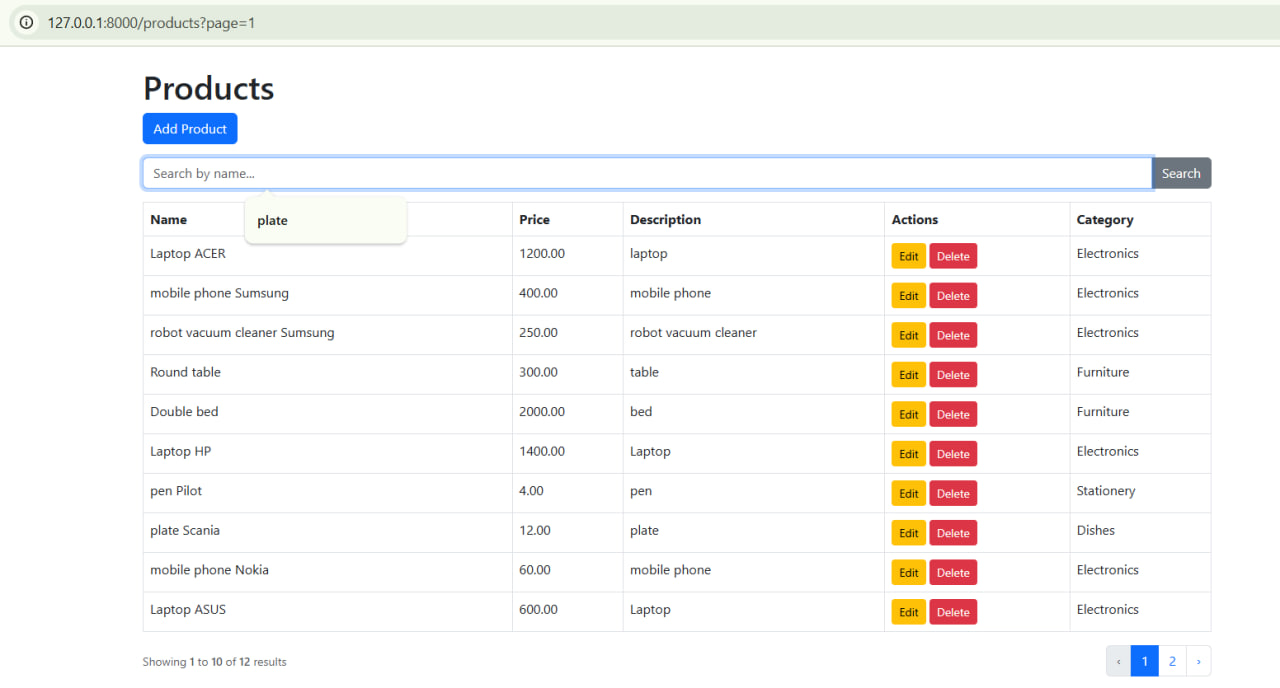 127.0.0.1:8000/products?page=1
Products
Add Product
Search by name... Search
plate
Name Price Description Actions Category
Laptop ACER 1200.00 laptop Edit Delete Electronics
mobile phone Sumsung 400.00 mobile phone Edit Delete Electronics
robot vacuum cleaner Sumsung 250.00 robot vacuum cleaner Edit Delete Electronics
Round table 300.00 table Edit Delete Furniture
Double bed 2000.00 bed Edit Delete Furniture
Laptop HP 1400.00 Laptop Edit Delete Electronics
pen Pilot 4.00 pen Edit Delete Stationery
plate Scania 12.00 plate Edit Delete Dishes
mobile phone Nokia 60.00 mobile phone Edit Delete Electronics
Laptop ASUS 600.00 Laptop Edit Delete Electronics
Showing 1 to 10 of 12 results ‹ 1 2 ›